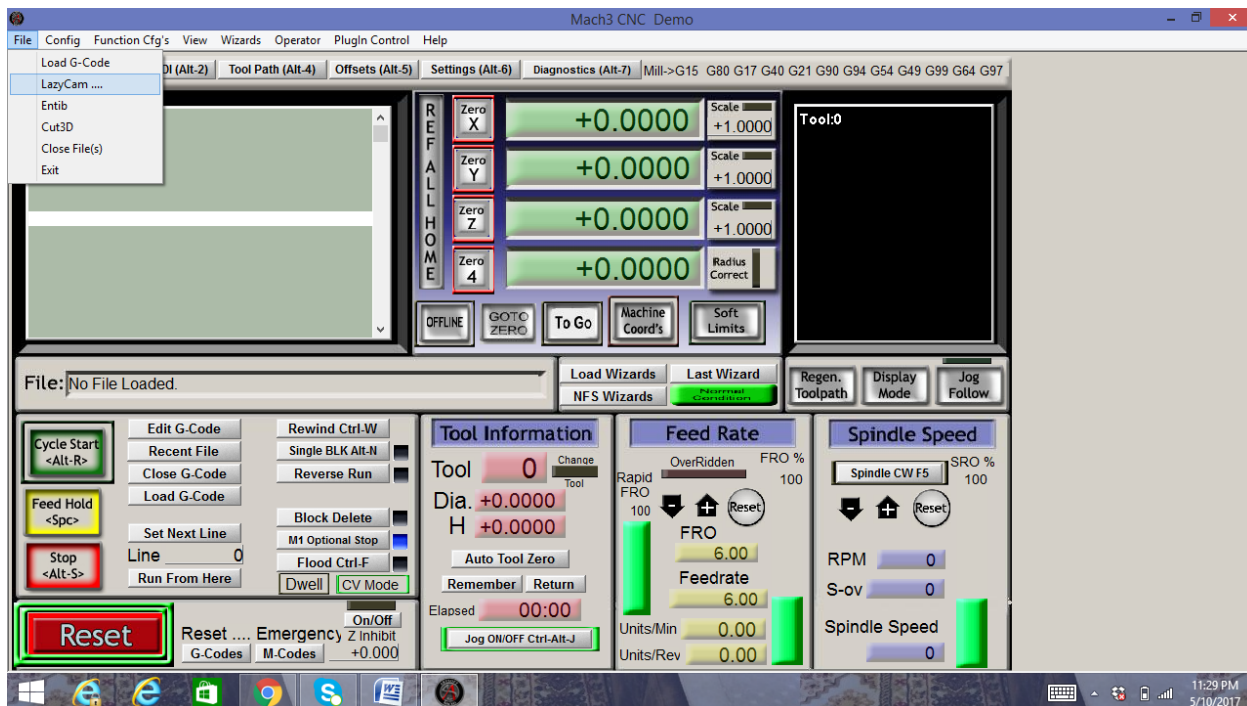 Mach3 CNC Demo
File Config Function Cfg's View Wizards Operator PlugIn Control Help
Load G-Code
LazyCam ....
Entib
Cut3D
Close File(s)
Exit
(Alt-2) Tool Path (Alt-4) Offsets (Alt-5) Settings (Alt-6) Diagnostics (Alt-7) Mill->G15 G80 G17 G40 G21 G90 G94 G54 G49 G99 G64 G97
REF ALL HOME
Zero X +0.0000 Scale +1.0000
Zero Y +0.0000 Scale +1.0000
Zero Z +0.0000 Scale +1.0000
Zero 4 +0.0000 Radius Correct
OFFLINE GOTO ZERO To Go Machine Coord's Soft Limits
Tool:0
File: No File Loaded.
Load Wizards Last Wizard
NFS Wizards Normal Condition
Regen. Toolpath Display Mode Jog Follow
Cycle Start <Alt-R>
Feed Hold <Spc>
Stop <Alt-S>
Edit G-Code Rewind Ctrl-W
Recent File Single BLK Alt-N
Close G-Code Reverse Run
Load G-Code
Block Delete
Set Next Line M1 Optional Stop
Line 0 Flood Ctrl-F
Run From Here Dwell CV Mode
Reset
Reset .... Emergency
G-Codes M-Codes
On/Off
Z Inhibit
+0.000
Tool Information
Tool 0 Change Tool
Dia. +0.0000
H +0.0000
Auto Tool Zero
Remember Return
Elapsed 00:00
Jog ON/OFF Ctrl-Alt-J
Feed Rate
OverRidden FRO %
100
Rapid FRO
100
Reset
FRO
6.00
Feedrate
6.00
Units/Min 0.00
Units/Rev 0.00
Spindle Speed
Spindle CW F5 SRO %
100
Reset
RPM 0
S-ov 0
Spindle Speed
0
11:29 PM
5/10/2017